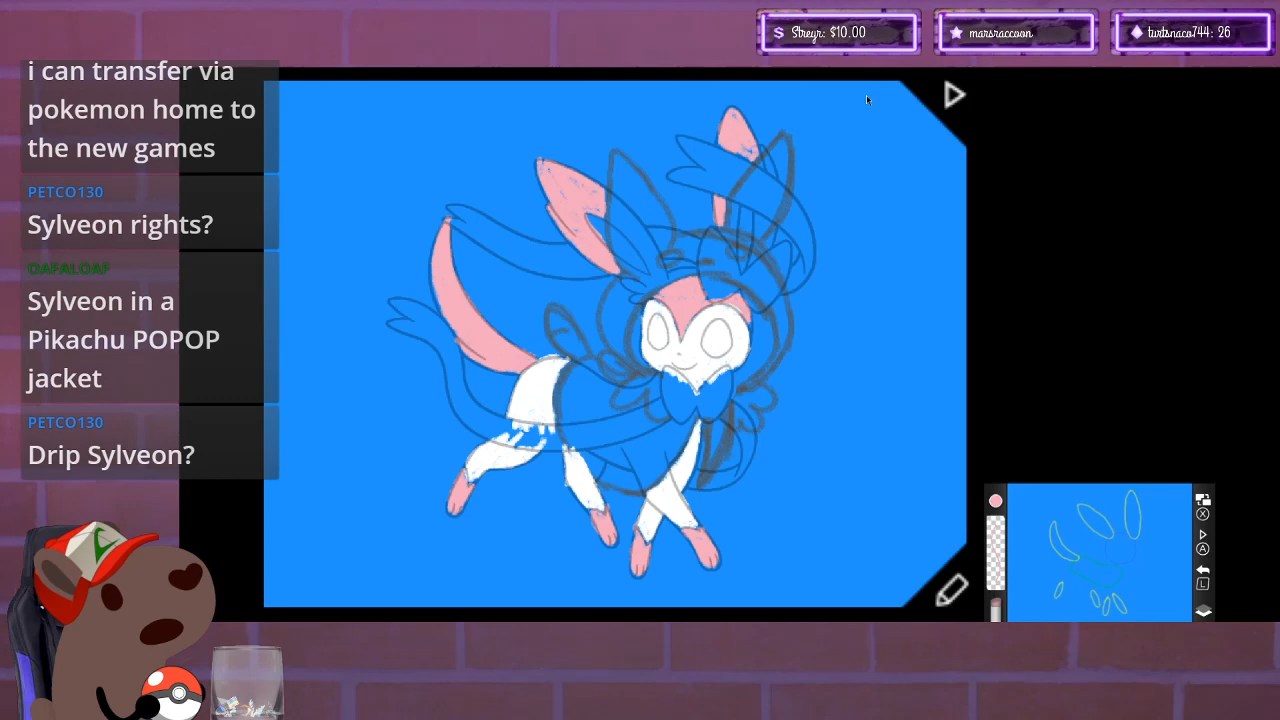 Streyr: $10.00
marsraccoon
turtsnaco744: 26
i can transfer via
pokemon home to
the new games
PETCO130
Sylveon rights?
OAFALOAF
Sylveon in a
Pikachu POPOP
jacket
PETCO130
Drip Sylveon?
X
A
L